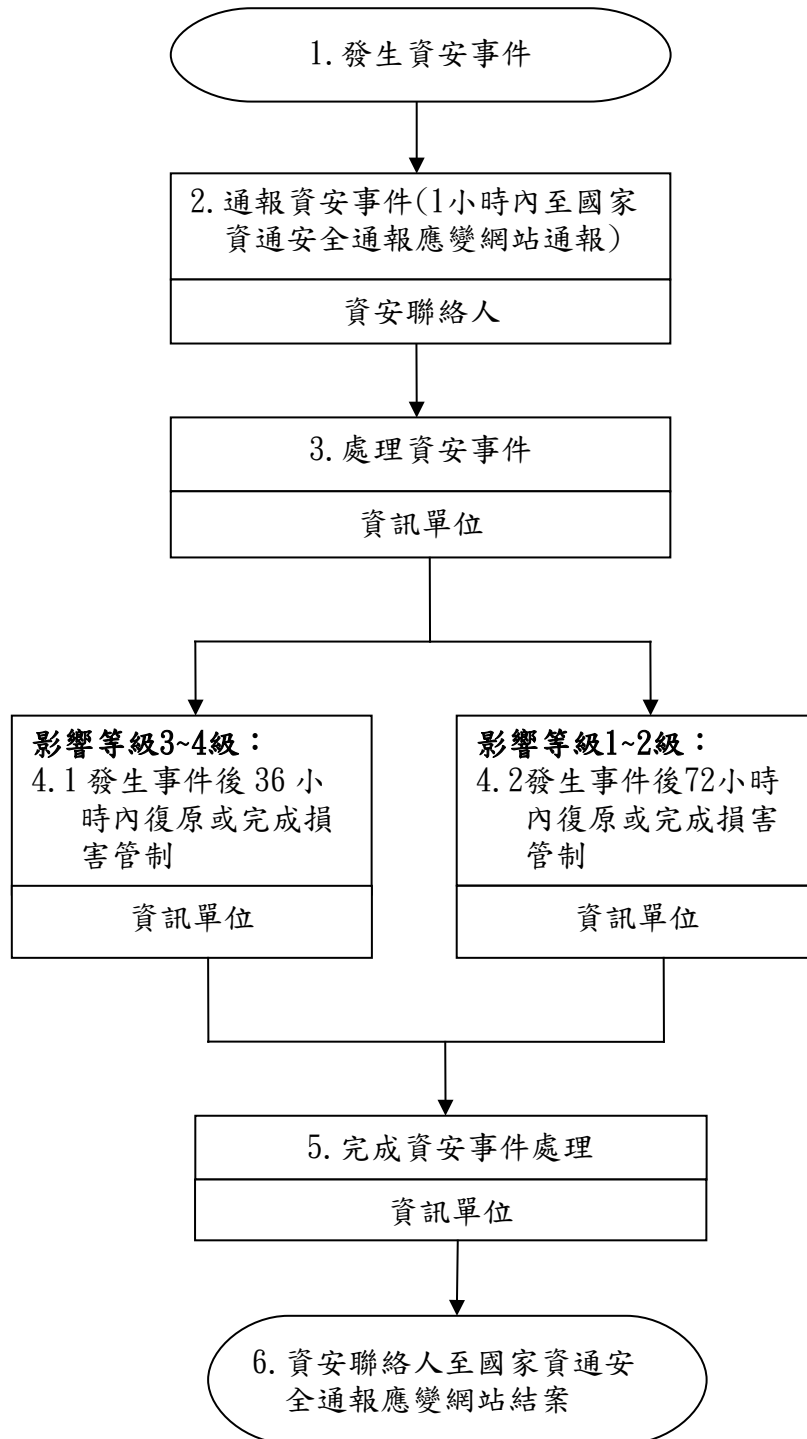 1.發生資安事件
2.通報資安事件(1小時內至國家
資通安全通報應變網站通報)
資安聯絡人
3.處理資安事件
資訊單位
影響等級3~4級：
4.1 發生事件後 36 小
時內復原或完成損
害管制
資訊單位
影響等級1~2級：
4.2發生事件後72小時
內復原或完成損害
管制
資訊單位
5.完成資安事件處理
資訊單位
6.資安聯絡人至國家資通安
全通報應變網站結案